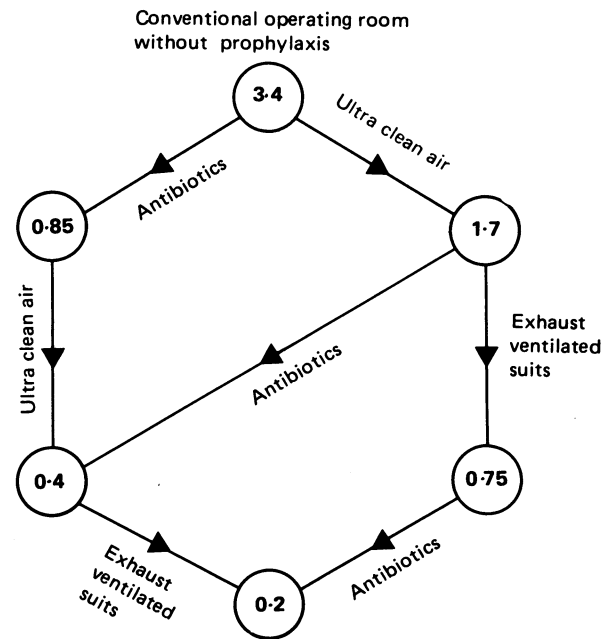 Conventional operating room
without prophylaxis
3·4
Ultra clean air
Antibiotics
0·85
1·7
Ultra clean air
Exhaust
ventilated
suits
Antibiotics
0·4
0·75
Exhaust
ventilated
suits
Antibiotics
0·2